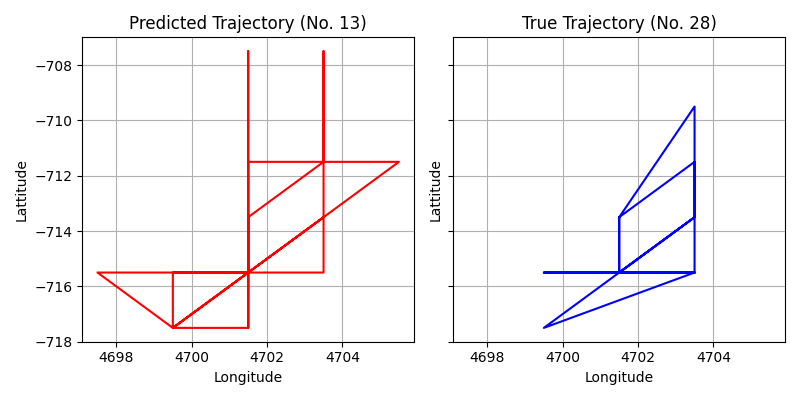 Predicted Trajectory (No. 13)
True Trajectory (No. 28)
Lattitude
−708
−710
−712
−714
−716
−718
4698 4700 4702 4704
Longitude
Lattitude
4698 4700 4702 4704
Longitude